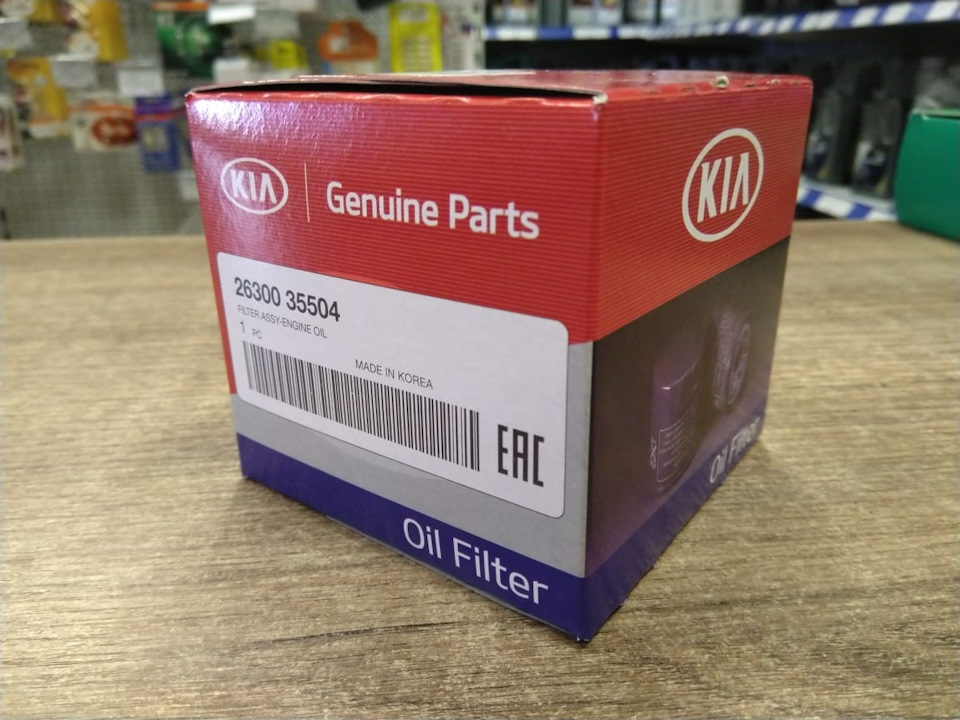 KIA
Genuine Parts
26300 35504
FILTER ASSY-ENGINE OIL
1 PC
MADE IN KOREA
EAC
Oil Filter
KIA
Oil Filter